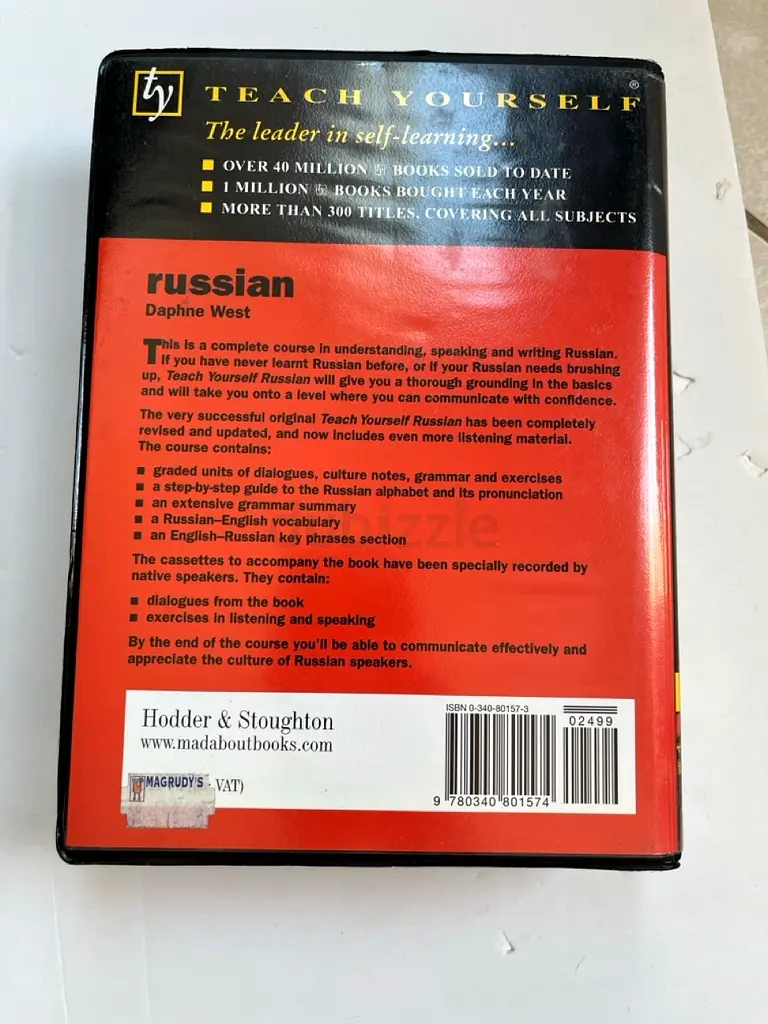 ty TEACH YOURSELF®
The leader in self-learning...
■ OVER 40 MILLION ty BOOKS SOLD TO DATE
■ 1 MILLION ty BOOKS BOUGHT EACH YEAR
■ MORE THAN 300 TITLES, COVERING ALL SUBJECTS
russian
Daphne West
This is a complete course in understanding, speaking and writing Russian.
If you have never learnt Russian before, or if your Russian needs brushing
up, Teach Yourself Russian will give you a thorough grounding in the basics
and will take you onto a level where you can communicate with confidence.
The very successful original Teach Yourself Russian has been completely
revised and updated, and now includes even more listening material.
The course contains:
■ graded units of dialogues, culture notes, grammar and exercises
■ a step-by-step guide to the Russian alphabet and its pronunciation
■ an extensive grammar summary
■ a Russian–English vocabulary
■ an English–Russian key phrases section
The cassettes to accompany the book have been specially recorded by
native speakers. They contain:
■ dialogues from the book
■ exercises in listening and speaking
By the end of the course you'll be able to communicate effectively and
appreciate the culture of Russian speakers.
Hodder & Stoughton
www.madaboutbooks.com
MAGRUDY'S VAT)
ISBN 0-340-80157-3
02499
9 780340 801574